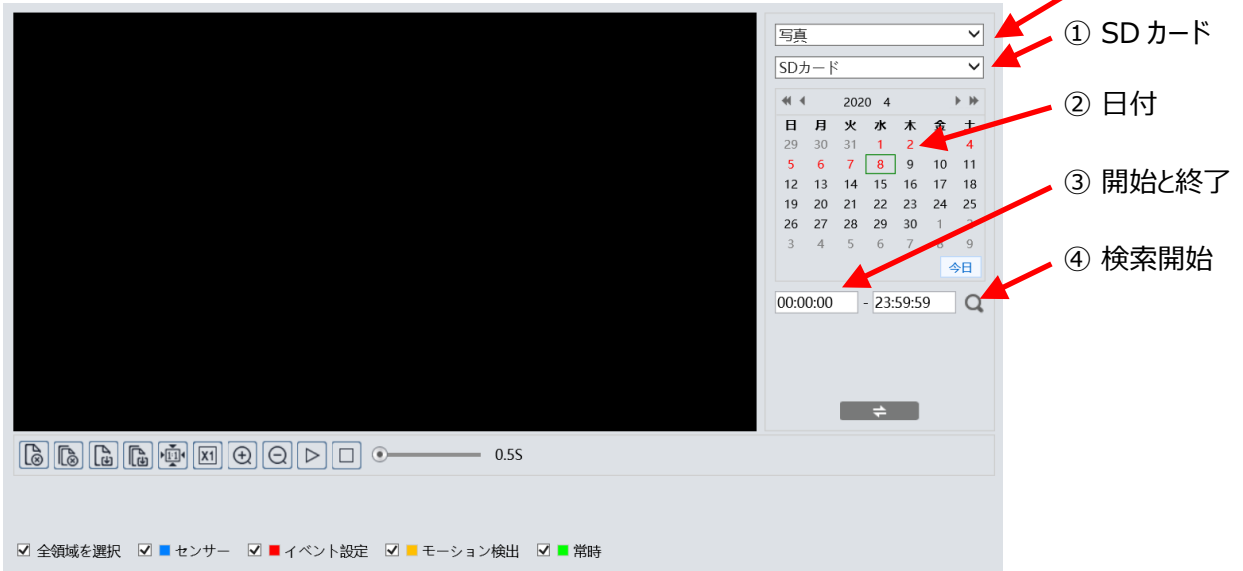 写真
SDカード
2020 4
日 月 火 水 木 金 土
29 30 31 1 2 4
5 6 7 8 9 10 11
12 13 14 15 16 17 18
19 20 21 22 23 24 25
26 27 28 29 30 1 2
3 4 5 6 7 8 9
今日
00:00:00 - 23:59:59
① SD カード
② 日付
③ 開始と終了
④ 検索開始
1:1 X1 0.5S
全領域を選択 センサー イベント設定 モーション検出 常時